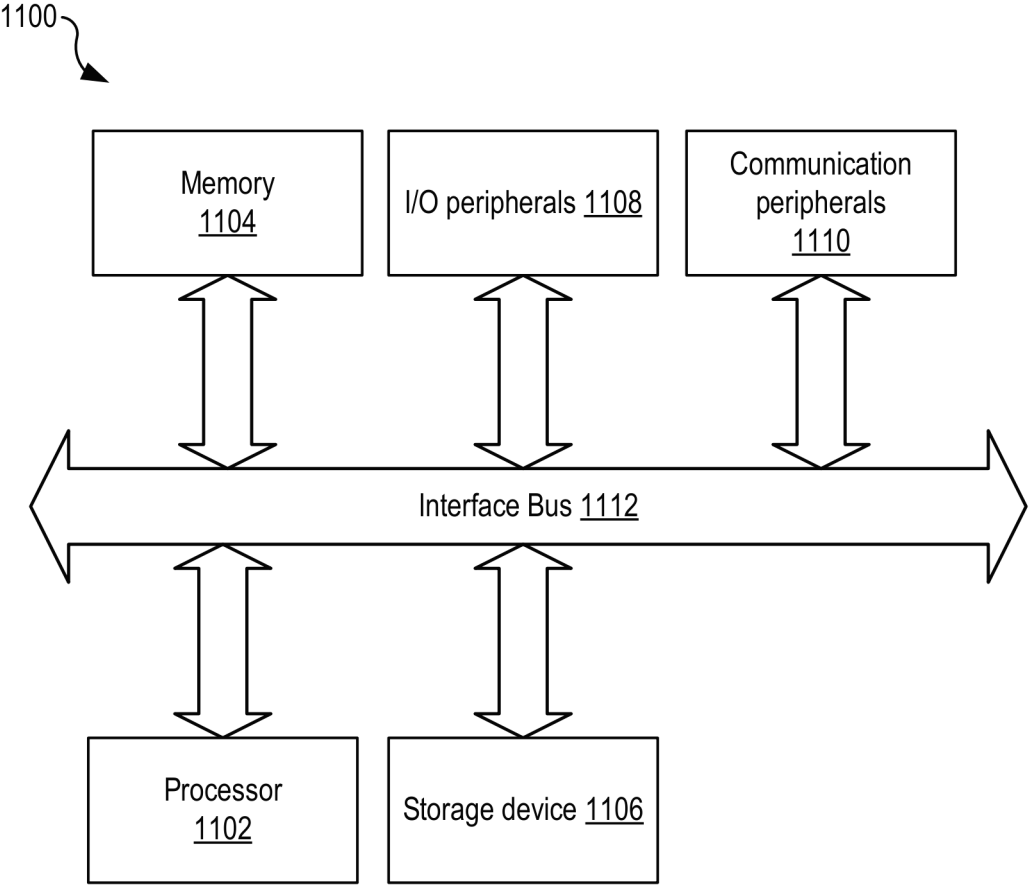 1100
Memory
1104
I/O peripherals 1108
Communication
peripherals
1110
Interface Bus 1112
Processor
1102
Storage device 1106